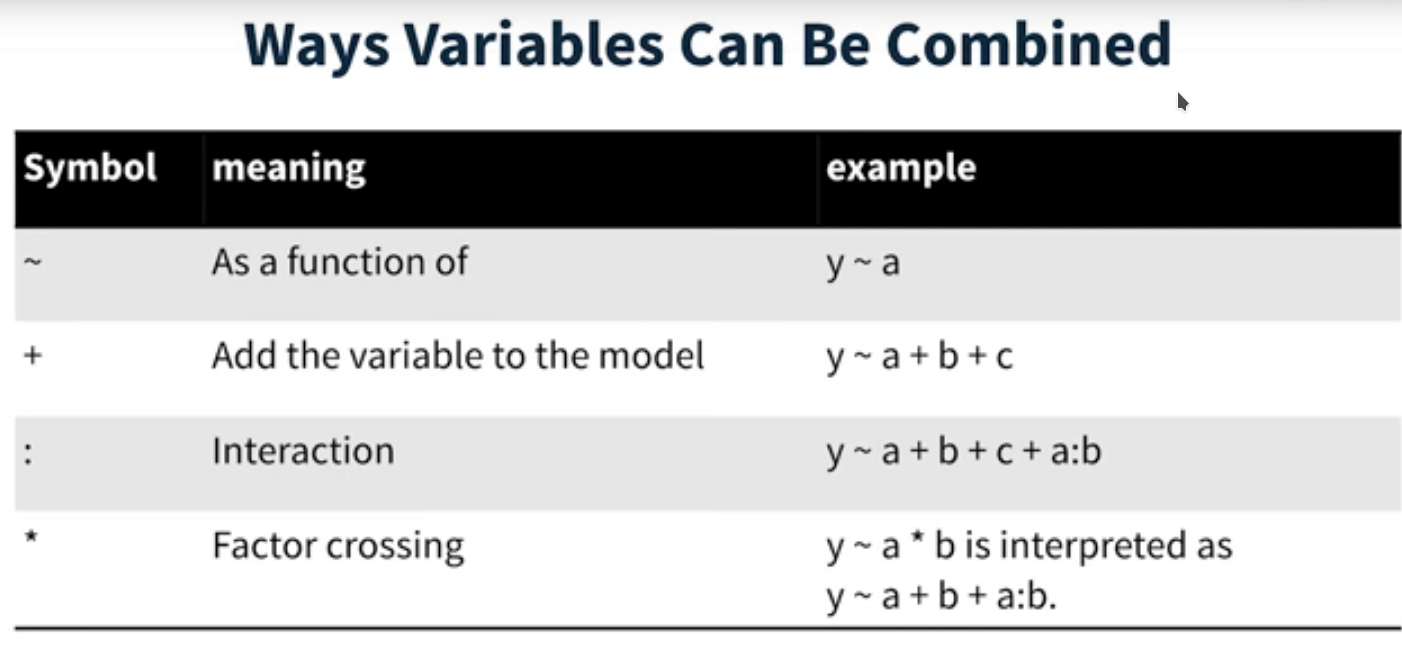 Ways Variables Can Be Combined
Symbol meaning example
~ As a function of y ~ a
+ Add the variable to the model y ~ a + b + c
: Interaction y ~ a + b + c + a:b
* Factor crossing y ~ a * b is interpreted as
y ~ a + b + a:b.